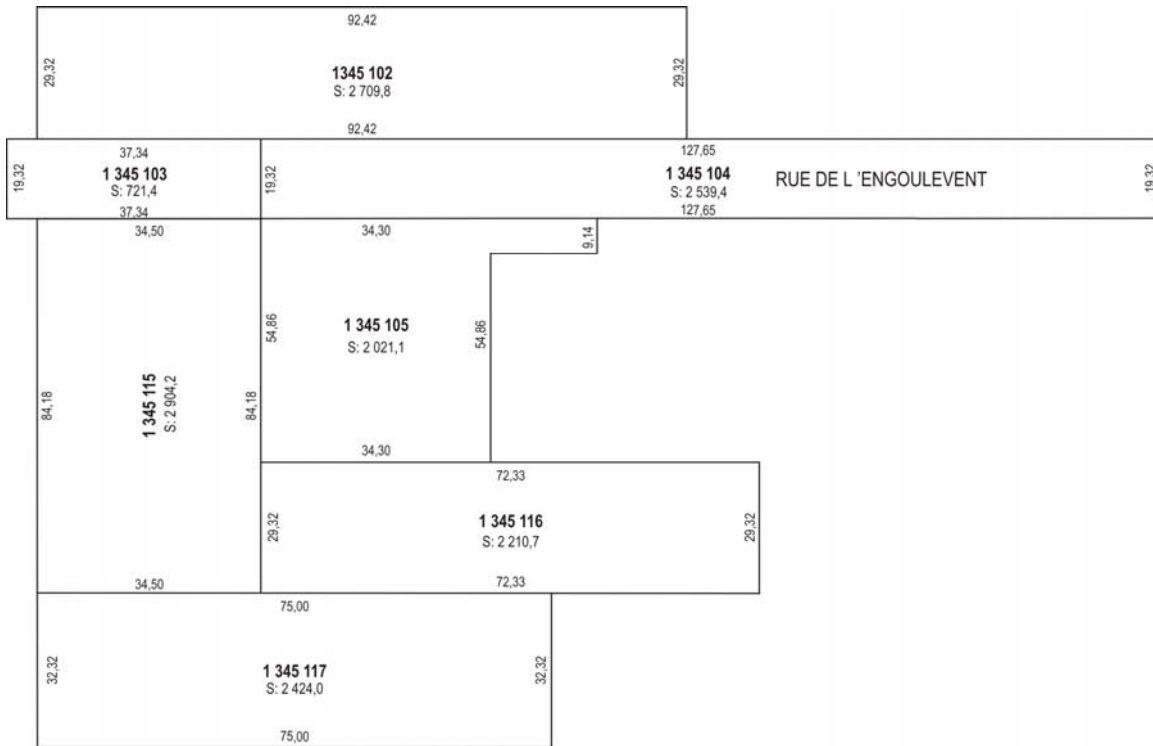 92,42
29,32
1345 102
S: 2 709,8
29,32
92,42
37,34
19,32
1 345 103
S: 721,4
37,34
19,32
127,65
1 345 104
S: 2 539,4
127,65
RUE DE L 'ENGOULEVENT
19,32
34,50
84,18
1 345 115
S: 2 904,2
84,18
34,50
34,30
9,14
54,86
1 345 105
S: 2 021,1
54,86
34,30
72,33
29,32
1 345 116
S: 2 210,7
29,32
72,33
75,00
32,32
1 345 117
S: 2 424,0
32,32
75,00